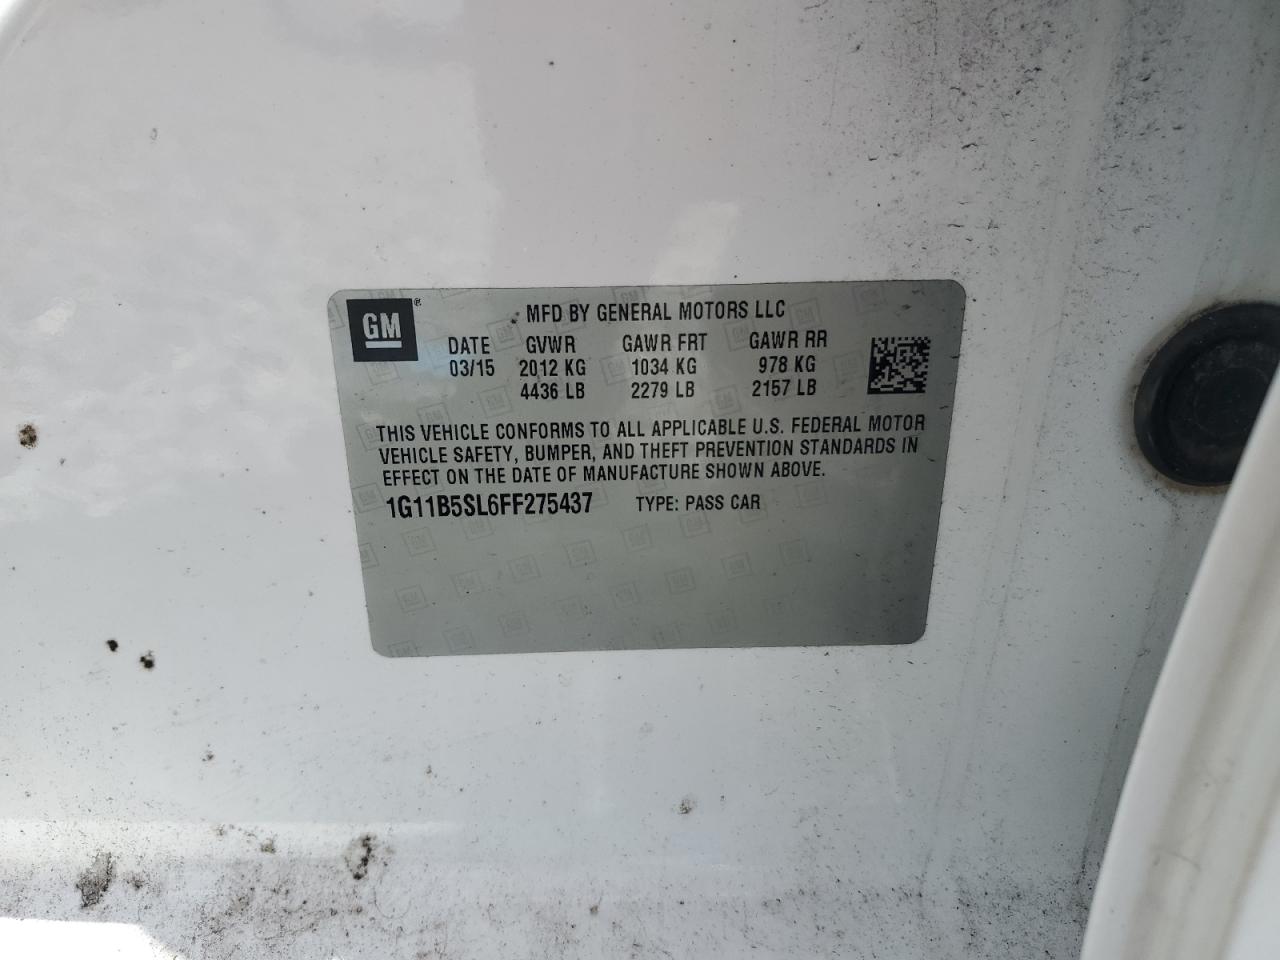 GM ®
MFD BY GENERAL MOTORS LLC
DATE GVWR GAWR FRT GAWR RR
03/15 2012 KG 1034 KG 978 KG
4436 LB 2279 LB 2157 LB
THIS VEHICLE CONFORMS TO ALL APPLICABLE U.S. FEDERAL MOTOR
VEHICLE SAFETY, BUMPER, AND THEFT PREVENTION STANDARDS IN
EFFECT ON THE DATE OF MANUFACTURE SHOWN ABOVE.
1G11B5SL6FF275437 TYPE: PASS CAR